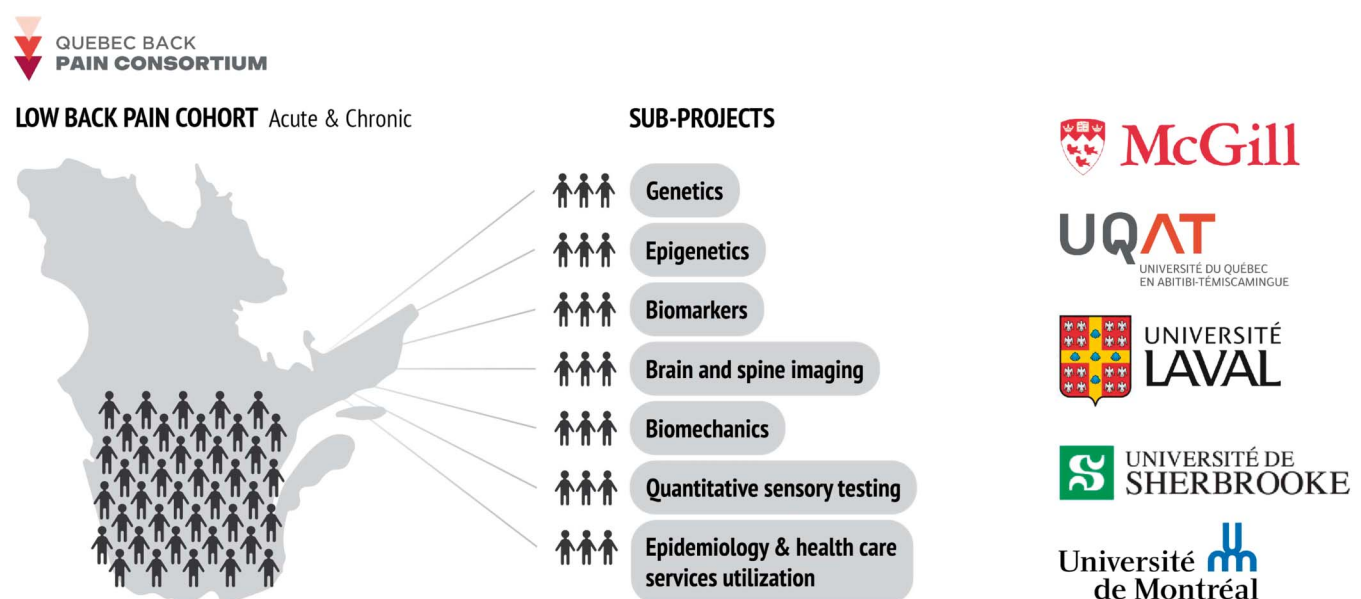 QUEBEC BACK
PAIN CONSORTIUM
LOW BACK PAIN COHORT Acute & Chronic
SUB-PROJECTS
Genetics
Epigenetics
Biomarkers
Brain and spine imaging
Biomechanics
Quantitative sensory testing
Epidemiology & health care
services utilization
McGill
UQAT
UNIVERSITÉ DU QUÉBEC
EN ABITIBI-TÉMISCAMINGUE
UNIVERSITÉ
LAVAL
UNIVERSITÉ DE
SHERBROOKE
Université
de Montréal